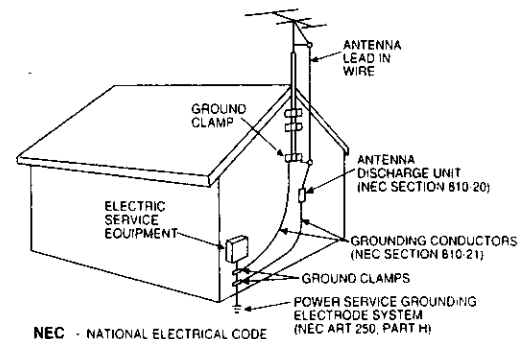 ANTENNA
LEAD IN
WIRE
GROUND
CLAMP
ANTENNA
DISCHARGE UNIT
(NEC SECTION 810-20)
ELECTRIC
SERVICE
EQUIPMENT
GROUNDING CONDUCTORS
(NEC SECTION 810-21)
GROUND CLAMPS
POWER SERVICE GROUNDING
ELECTRODE SYSTEM
(NEC ART 250, PART H)
NEC - NATIONAL ELECTRICAL CODE